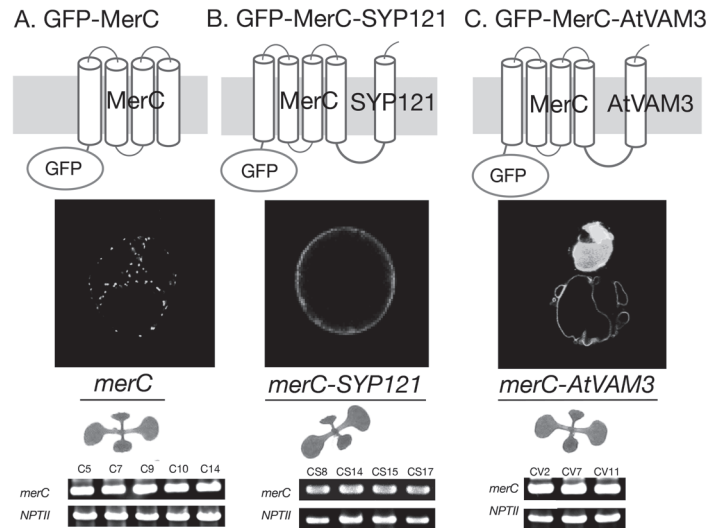 A. GFP-MerC B. GFP-MerC-SYP121 C. GFP-MerC-AtVAM3
MerC MerC SYP121 MerC AtVAM3
GFP GFP GFP
merC merC-SYP121 merC-AtVAM3
C5 C7 C9 C10 C14 CS8 CS14 CS15 CS17 CV2 CV7 CV11
merC merC merC
NPTII NPTII NPTII